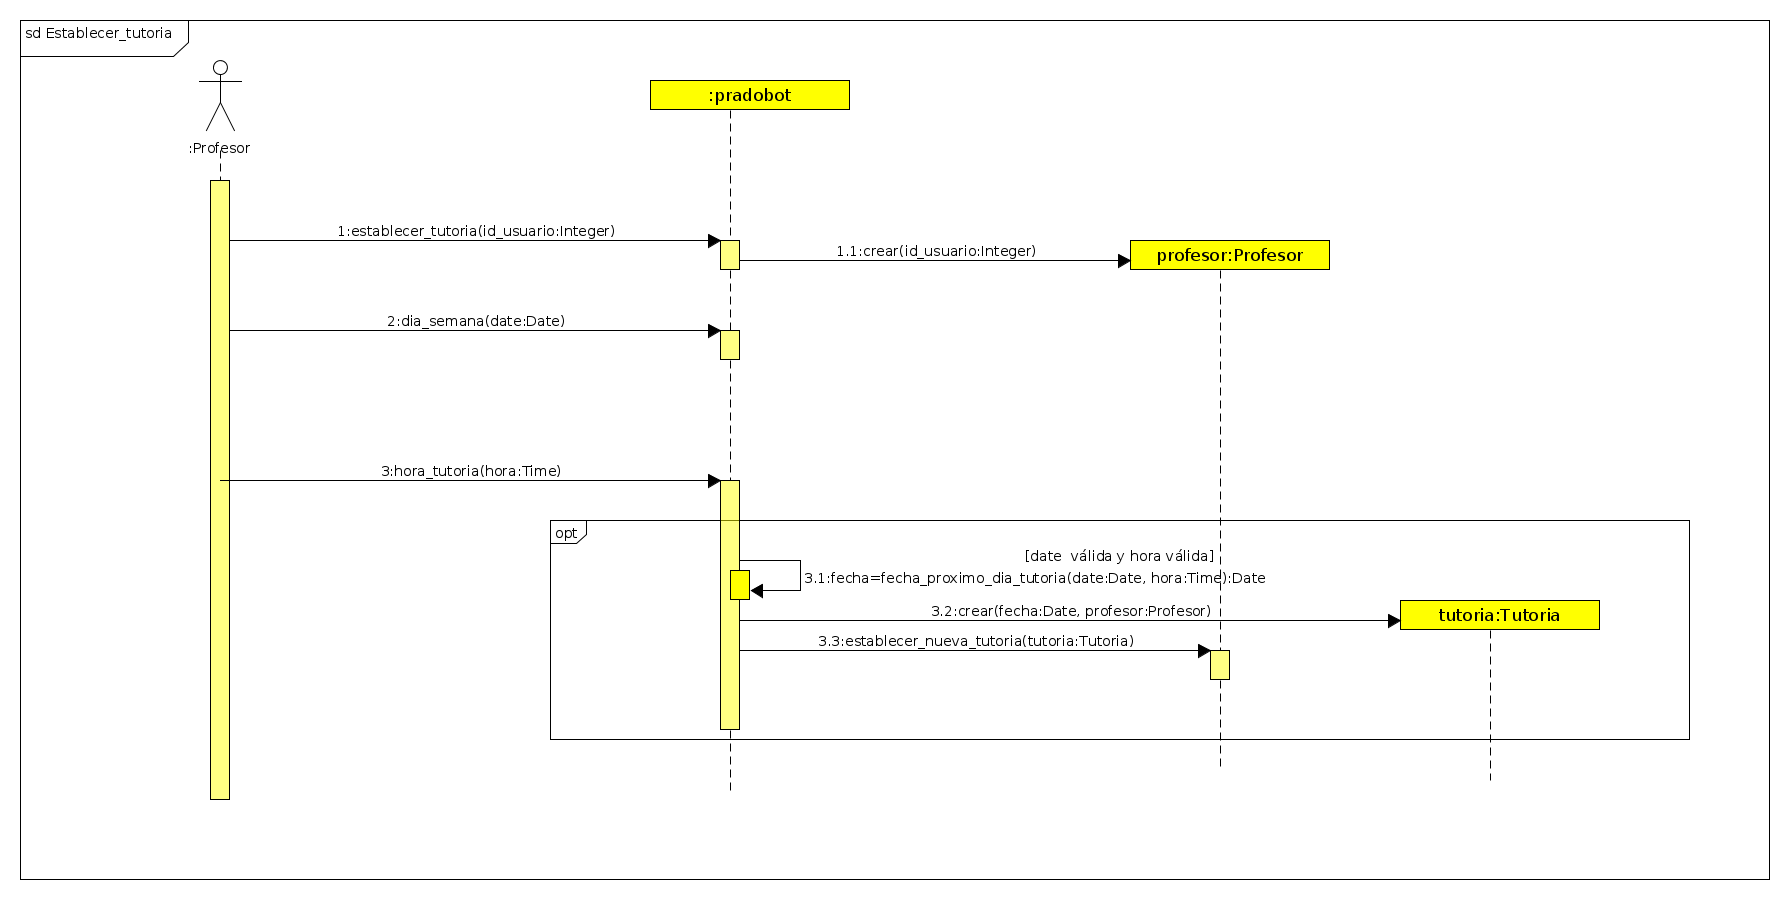 sd Establecer_tutoria
:pradobot
:Profesor
1:establecer_tutoria(id_usuario:Integer)
1.1:crear(id_usuario:Integer)
profesor:Profesor
2:dia_semana(date:Date)
3:hora_tutoria(hora:Time)
opt
[date  válida y hora válida]
3.1:fecha=fecha_proximo_dia_tutoria(date:Date, hora:Time):Date
3.2:crear(fecha:Date, profesor:Profesor)
tutoria:Tutoria
3.3:establecer_nueva_tutoria(tutoria:Tutoria)